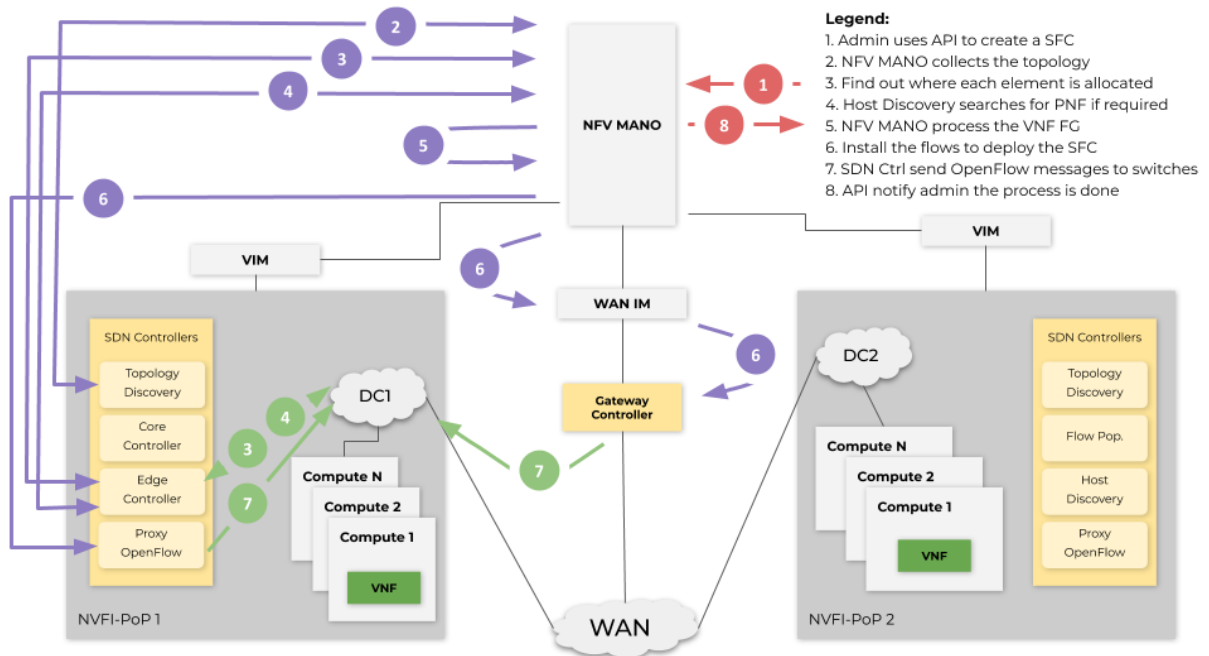 Legend:
1. Admin uses API to create a SFC
2. NFV MANO collects the topology
3. Find out where each element is allocated
4. Host Discovery searches for PNF if required
5. NFV MANO process the VNF FG
6. Install the flows to deploy the SFC
7. SDN Ctrl send OpenFlow messages to switches
8. API notify admin the process is done
2
3
4
5
6
NFV MANO
1
8
VIM
6
WAN IM
6
Gateway
Controller
7
VIM
SDN Controllers
Topology
Discovery
Core
Controller
Edge
Controller
Proxy
OpenFlow
4
3
7
DC1
Compute N
Compute 2
Compute 1
VNF
NVFI-PoP 1
WAN
DC2
Compute N
Compute 2
Compute 1
VNF
SDN Controllers
Topology
Discovery
Flow Pop.
Host
Discovery
Proxy
OpenFlow
NVFI-PoP 2